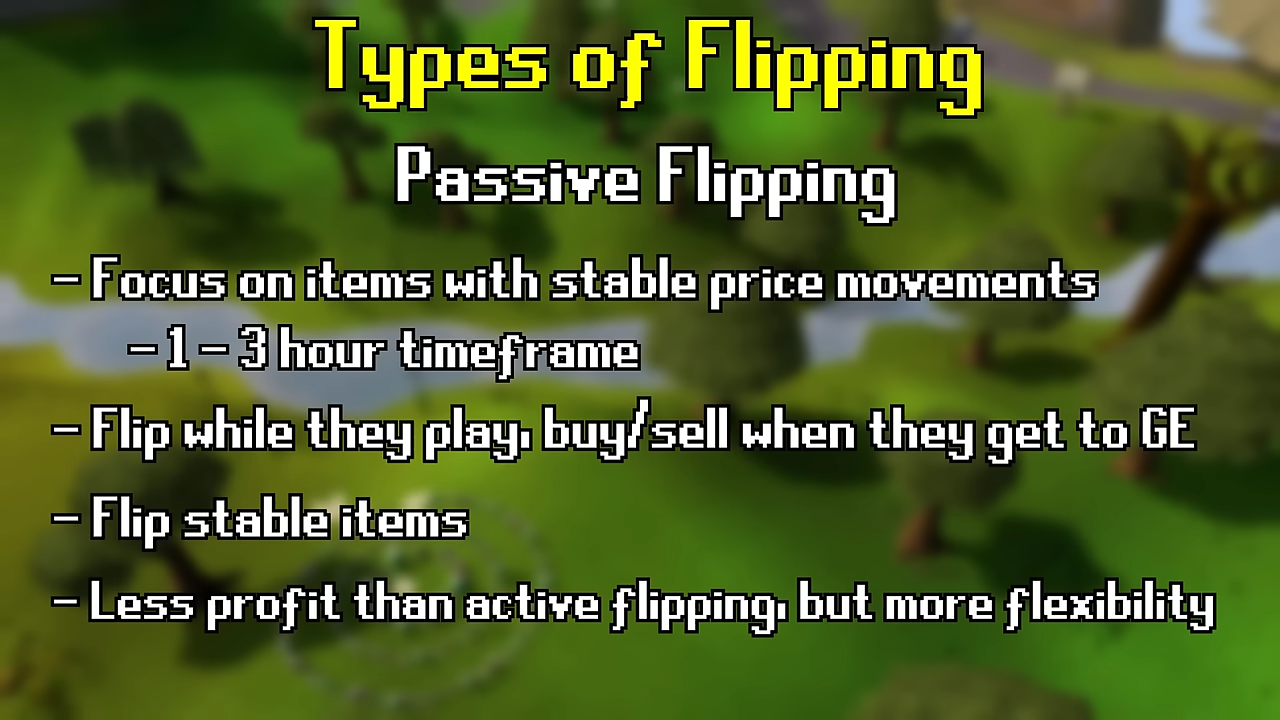 Types of Flipping
Passive Flipping
- Focus on items with stable price movements
- 1 - 3 hour timeframe
- Flip while they play, buy/sell when they get to GE
- Flip stable items
- Less profit than active flipping, but more flexibility